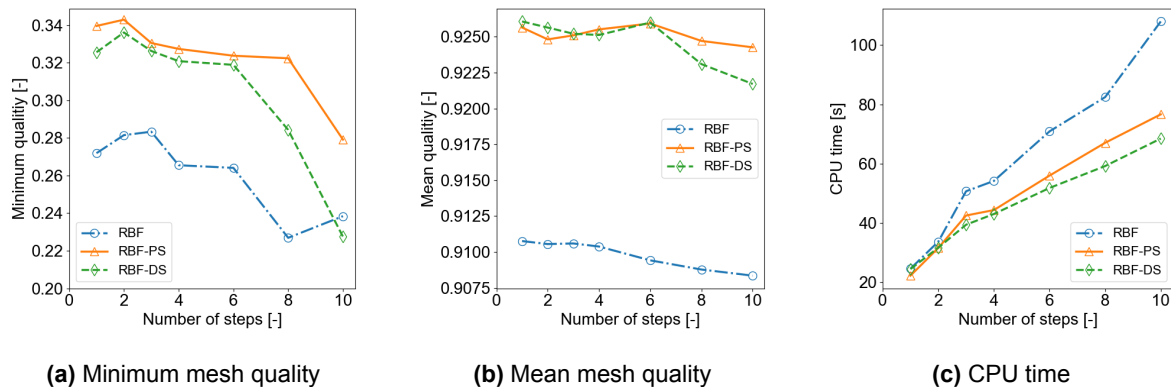 Minimum qualitiy [-]
0.34
0.32
0.30
0.28
0.26
0.24
0.22
0.20
RBF
RBF-PS
RBF-DS
0 2 4 6 8 10
Number of steps [-]
(a) Minimum mesh quality
Mean qualitiy [-]
0.9250
0.9225
0.9200
0.9175
0.9150
0.9125
0.9100
0.9075
RBF
RBF-PS
RBF-DS
0 2 4 6 8 10
Number of steps [-]
(b) Mean mesh quality
CPU time [s]
100
80
60
40
20
RBF
RBF-PS
RBF-DS
0 2 4 6 8 10
Number of steps [-]
(c) CPU time